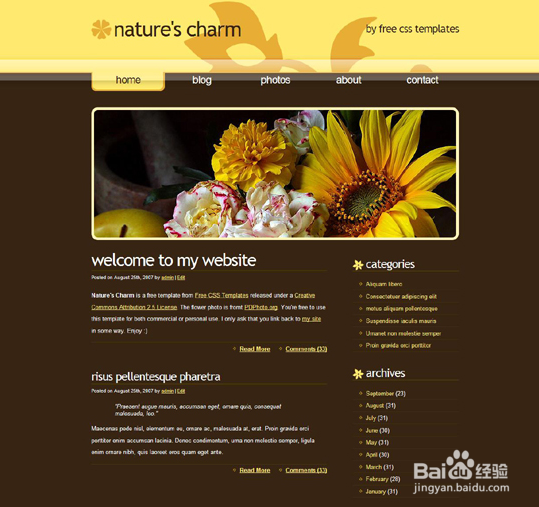 nature's charm
by free css templates
home
blog
photos
about
contact
welcome to my website
Posted on August 25th, 2007 by admin | Edit
Nature's Charm is a free template from Free CSS Templates released under a Creative
Commons Attribution 2.5 License. The flower photo is fromt PDPhoto.org. You're free to use
this template for both commercial or personal use. I only ask that you link back to my site
in some way. Enjoy :)
Read More
Comments (33)
risus pellentesque pharetra
Posted on August 25th, 2007 by admin | Edit
"Praesent augue mauris, accumsan eget, ornare quis, consequat
malesuada, leo."
Maecenas pede nisl, elementum eu, ornare ac, malesuada at, erat. Proin gravida orci
porttitor enim accumsan lacinia. Donec condimentum, urna non molestie semper, ligula
enim ornare nibh, quis laoreet eros quam eget ante.
Read More
Comments (33)
categories
Aliquam libero
Consectetuer adipiscing elit
metus aliquam pellentesque
Suspendisse iaculis mauris
Urnanet non molestie semper
Proin gravida orci porttitor
archives
September (23)
August (31)
July (31)
June (30)
May (31)
April (30)
March (31)
February (28)
January (31)
Baidu 经验
jingyan.baidu.com